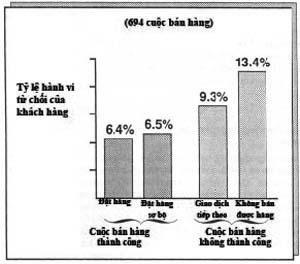 (694 cuộc bán hàng)
Tỷ lệ hành vi
từ chối của
khách hàng
6.4%
6.5%
9.3%
13.4%
Đặt hàng
Đặt hàng
sơ bộ
Giao dịch
tiếp theo
Không bán
được hàng
Cuộc bán hàng
thành công
Cuộc bán hàng
không thành công